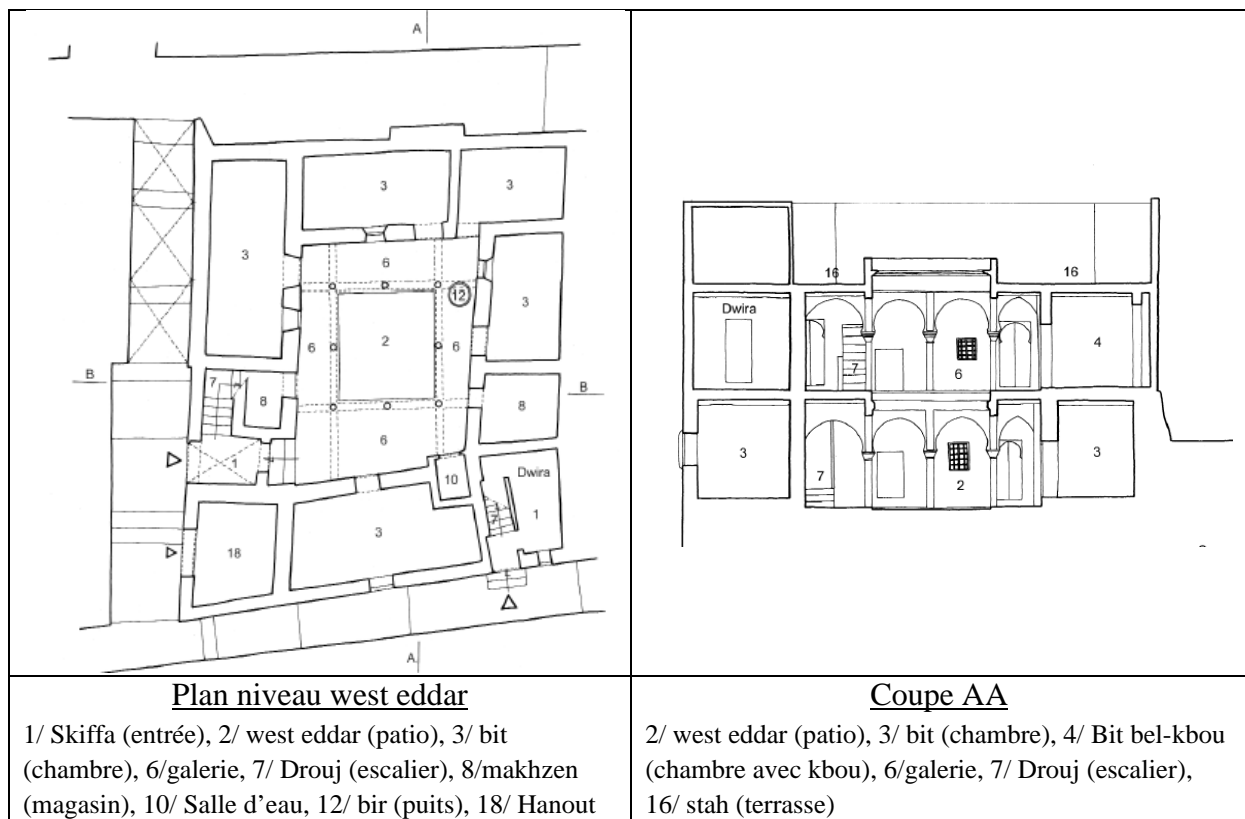 A
3
3
3
6
12
3
6
2
6
B
B
7
8
8
6
1
10
Dwira
7
1
3
18
A
16
16
Dwira
7
6
4
3
7
2
3
Plan niveau west eddar
1/ Skiffa (entrée), 2/ west eddar (patio), 3/ bit
(chambre), 6/galerie, 7/ Drouj (escalier), 8/makhzen
(magasin), 10/ Salle d'eau, 12/ bir (puits), 18/ Hanout
Coupe AA
2/ west eddar (patio), 3/ bit (chambre), 4/ Bit bel-kbou
(chambre avec kbou), 6/galerie, 7/ Drouj (escalier),
16/ stah (terrasse)